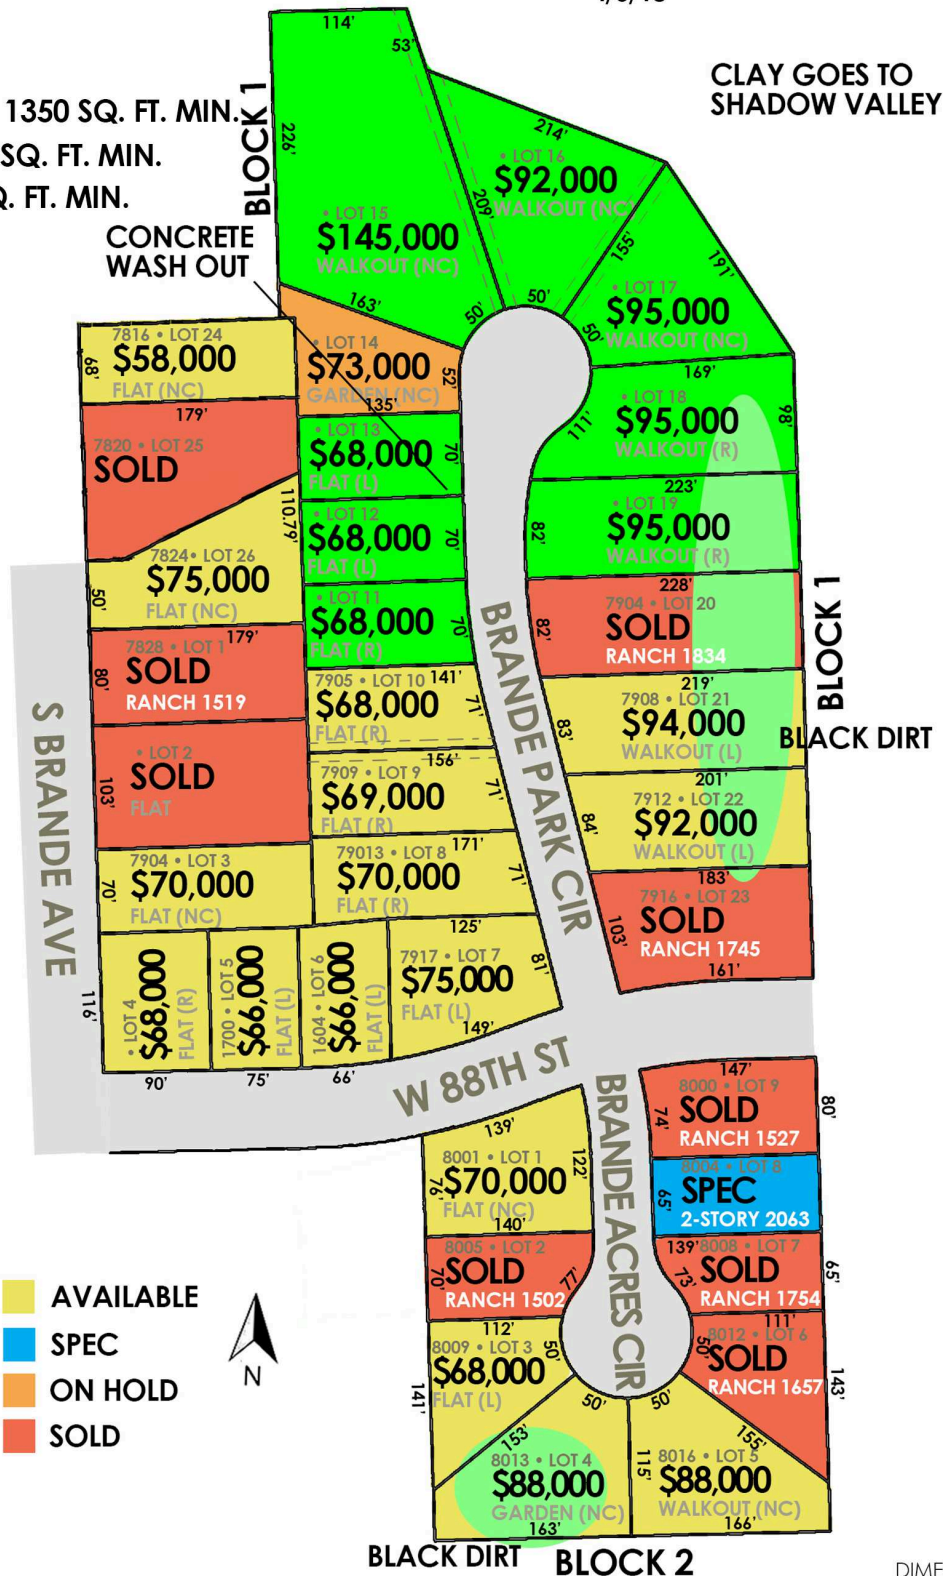 114'
53'
CLAY GOES TO
SHADOW VALLEY
1350 SQ. FT. MIN.
SQ. FT. MIN.
. FT. MIN.
BLOCK 1
226'
214'
• LOT 16
$92,000
WALKOUT (NC)
209'
• LOT 15
$145,000
WALKOUT (NC)
CONCRETE
WASH OUT
155'
191'
• LOT 17
$95,000
WALKOUT (NC)
163'
50'
50'
50'
7816 • LOT 24
$58,000
FLAT (NC)
68'
• LOT 14
$73,000
GARDEN (NC)
52'
135'
169'
• LOT 18
$95,000
WALKOUT (R)
98'
111'
179'
7820 • LOT 25
SOLD
110.79'
• LOT 13
$68,000
FLAT (L)
70'
223'
• LOT 19
$95,000
WALKOUT (R)
82'
• LOT 12
$68,000
FLAT (L)
70'
7824• LOT 26
$75,000
FLAT (NC)
50'
• LOT 11
$68,000
FLAT (R)
70'
228'
7904 • LOT 20
SOLD
RANCH 1834
82'
BLOCK 1
179'
7828 • LOT 1
SOLD
RANCH 1519
80'
7905 • LOT 10
141'
$68,000
FLAT (R)
71'
219'
7908 • LOT 21
$94,000
WALKOUT (L)
83'
BLACK DIRT
• LOT 2
SOLD
FLAT
103'
156'
7909 • LOT 9
$69,000
FLAT (R)
71'
201'
7912 • LOT 22
$92,000
WALKOUT (L)
84'
S BRANDE AVE
BRANDE PARK CIR
7904 • LOT 3
$70,000
FLAT (NC)
70'
171'
79013 • LOT 8
$70,000
FLAT (R)
71'
183'
7916 • LOT 23
SOLD
RANCH 1745
103'
161'
• LOT 4
$68,000
FLAT (R)
116'
90'
1700 • LOT 5
$66,000
FLAT (L)
75'
1604 • LOT 6
$66,000
FLAT (L)
66'
125'
7917 • LOT 7
$75,000
FLAT (L)
81'
149'
W 88TH ST
BRANDE ACRES CIR
147'
8000 • LOT 9
SOLD
RANCH 1527
74'
80'
139'
8001 • LOT 1
$70,000
FLAT (NC)
76'
122'
140'
8004 • LOT 8
SPEC
2-STORY 2063
65'
8005 • LOT 2
SOLD
RANCH 1502
70'
77'
139'
8008 • LOT 7
SOLD
RANCH 1754
73'
65'
112'
8009 • LOT 3
$68,000
FLAT (L)
50'
141'
111'
8012 • LOT 6
SOLD
RANCH 1657
50'
143'
50'
50'
153'
8013 • LOT 4
$88,000
GARDEN (NC)
163'
115'
155'
8016 • LOT 5
$88,000
WALKOUT (NC)
166'
BLACK DIRT
BLOCK 2
AVAILABLE
SPEC
ON HOLD
SOLD
N